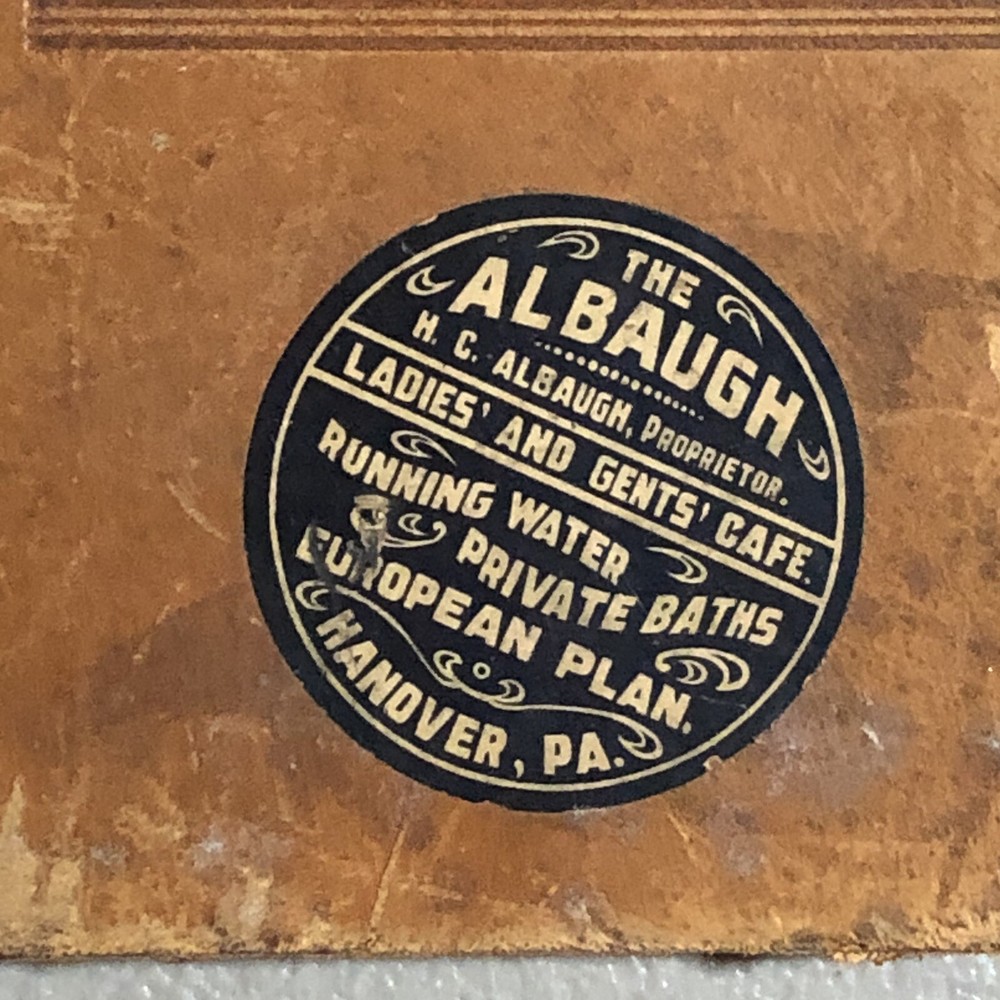 THE
ALBAUGH
H. C. ALBAUGH, PROPRIETOR.
LADIES' AND GENTS' CAFE.
RUNNING WATER
PRIVATE BATHS
EUROPEAN PLAN.
HANOVER, PA.